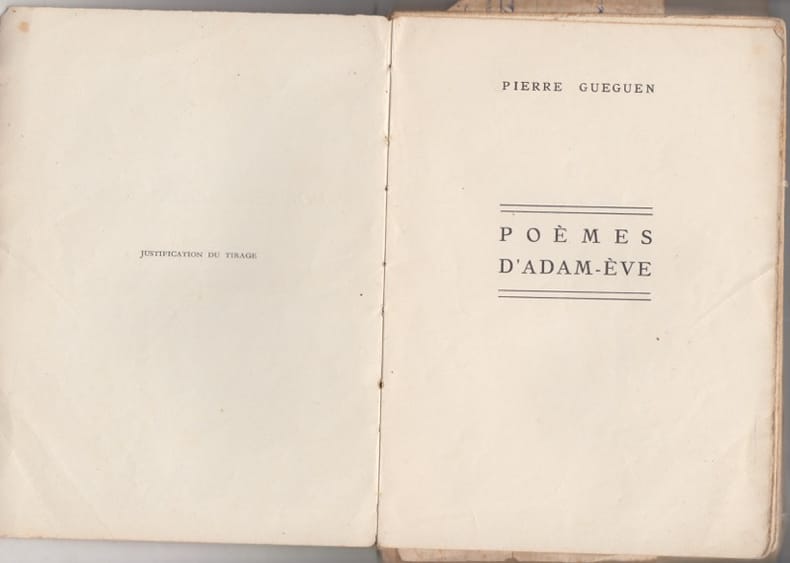 JUSTIFICATION DU TIRAGE
PIERRE GUEGUEN
POÈMES
D'ADAM-ÈVE